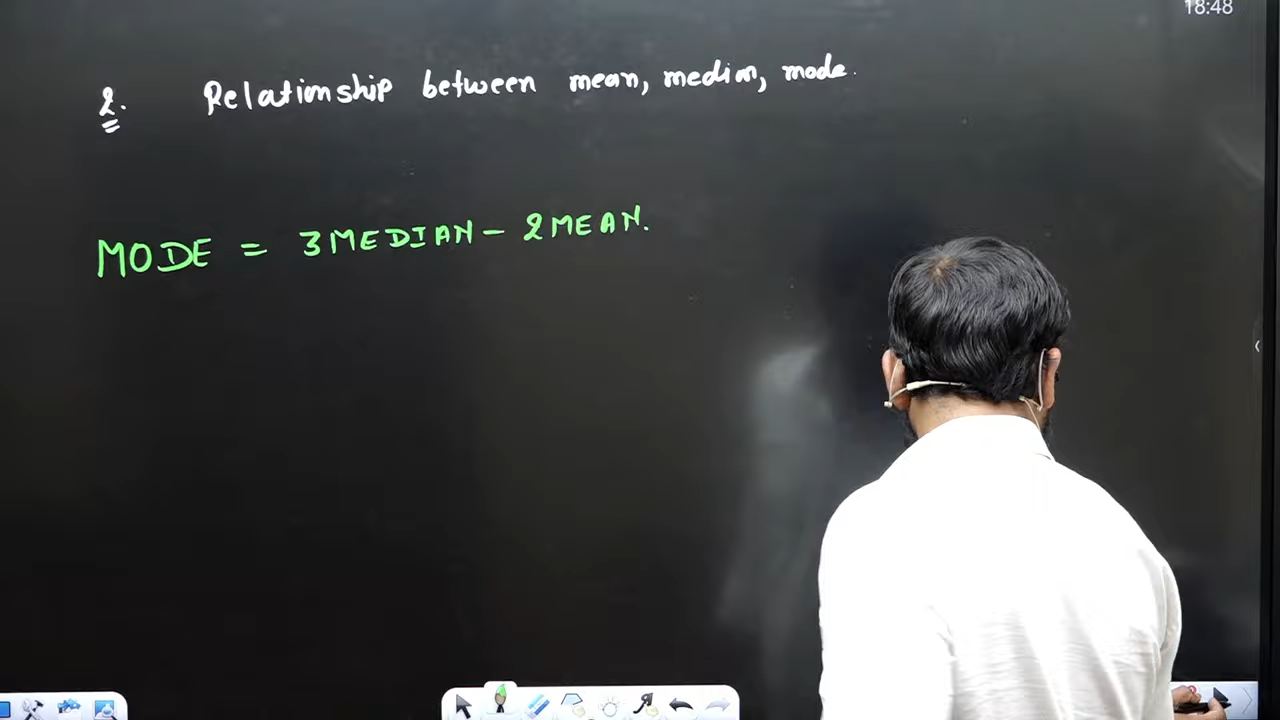 18:48
2. Relationship between mean, median, mode.
MODE = 3MEDIAN - 2MEAN.